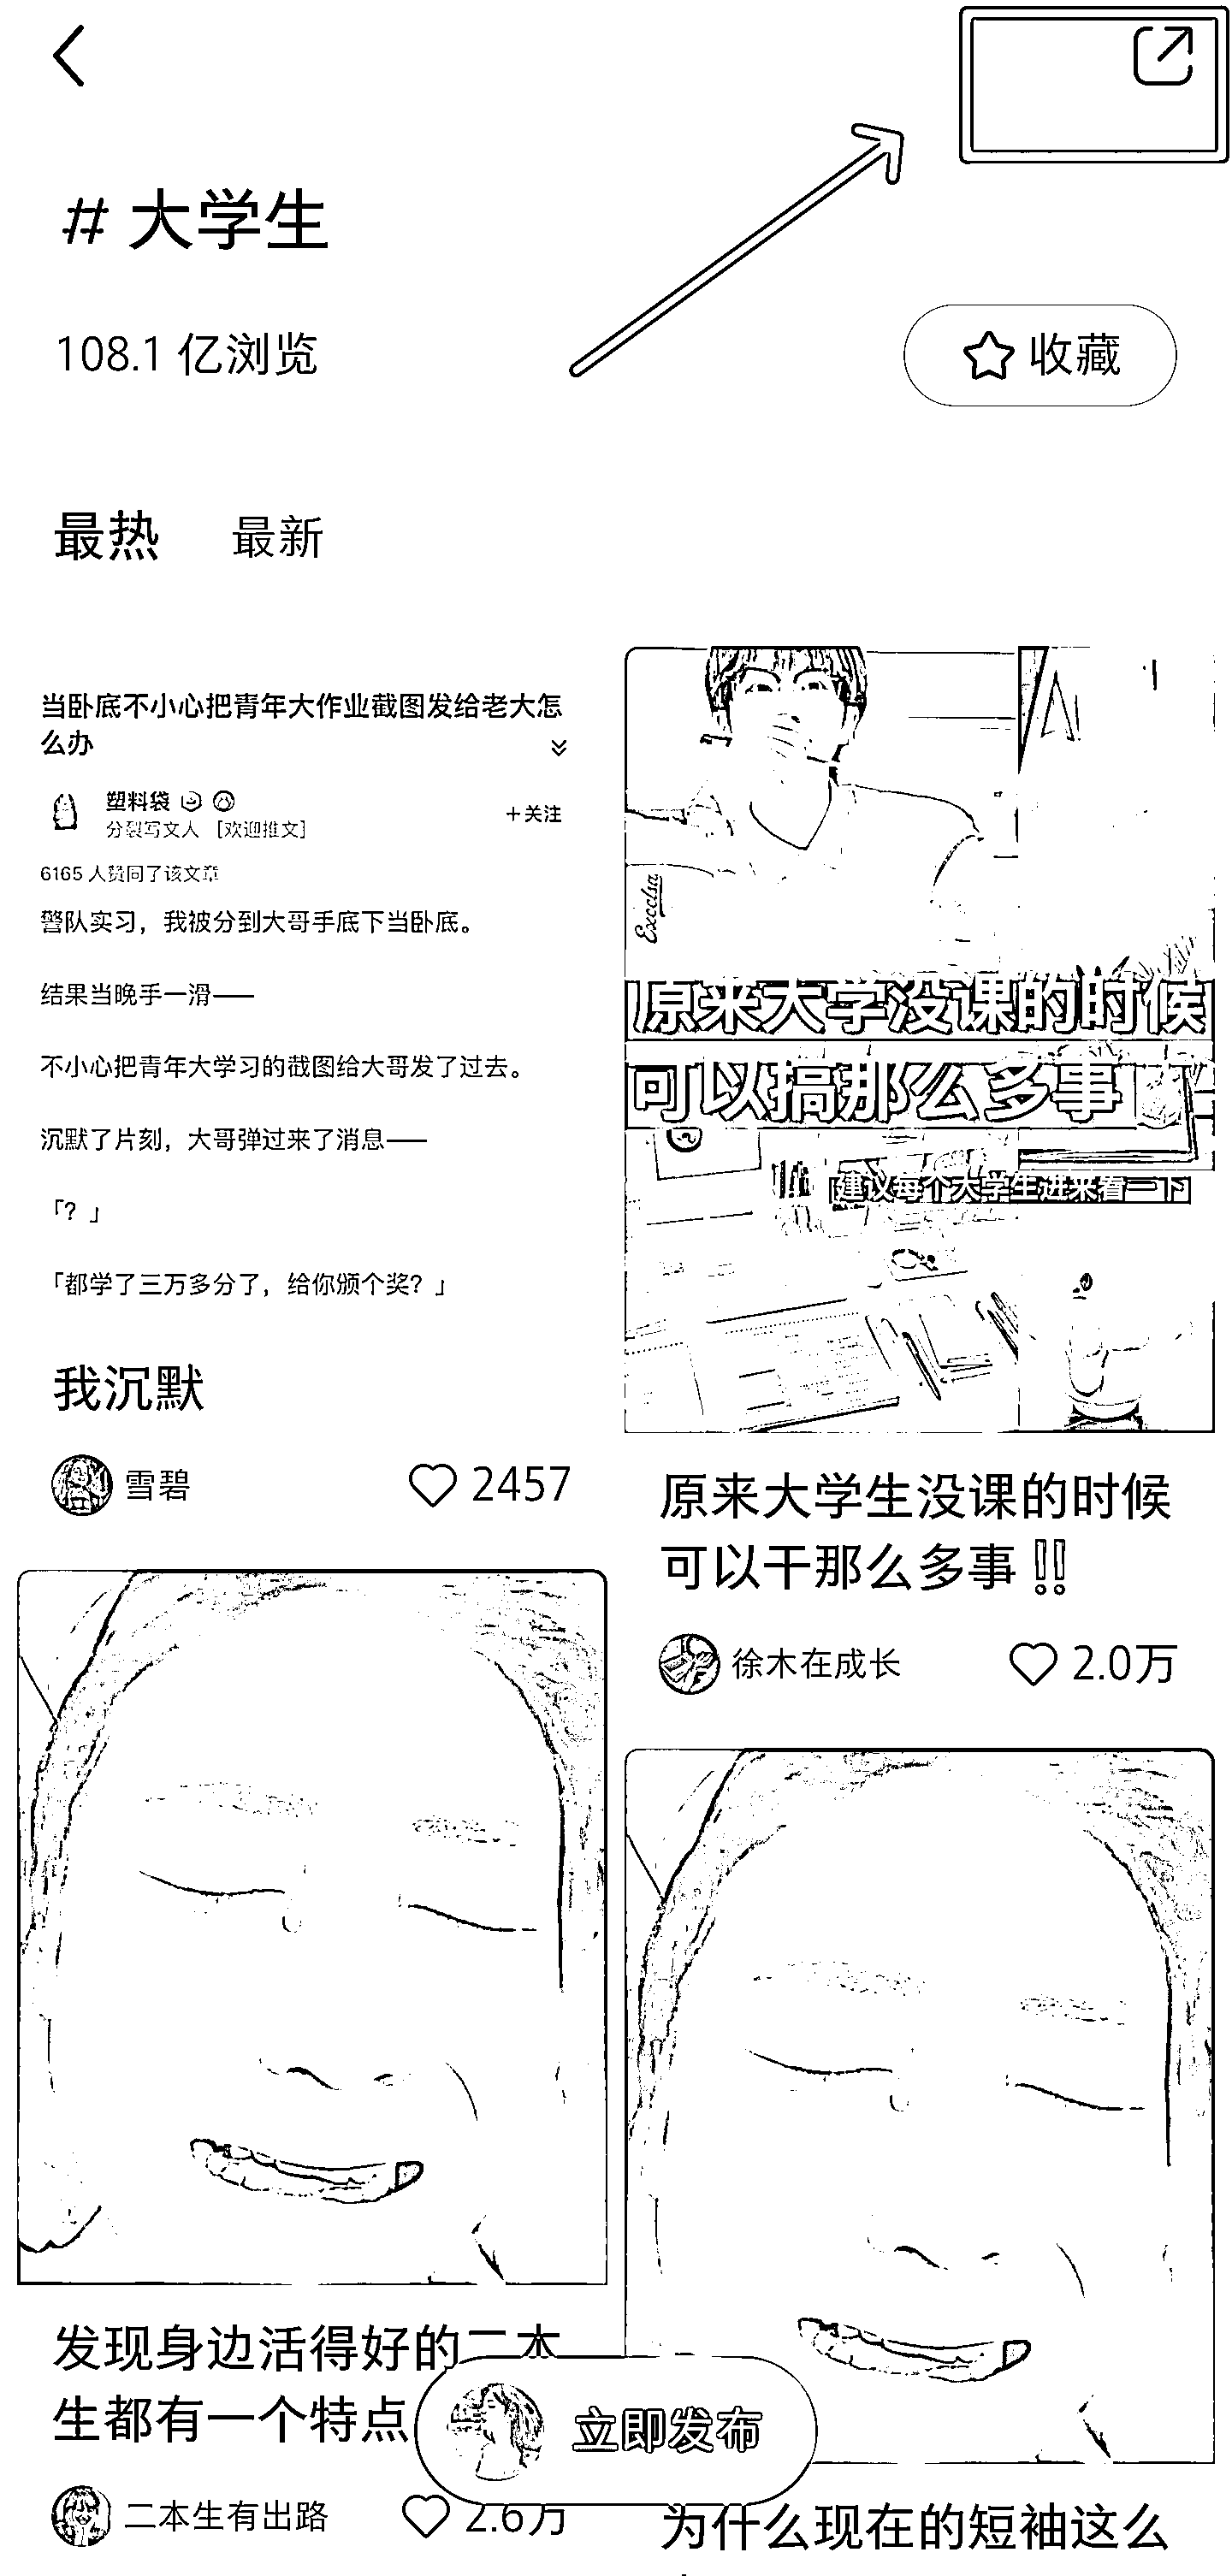 # 大学生
108.1 亿浏览
收藏
最热 最新
当卧底不小心把青年大作业截图发给老大怎
么办
塑料袋
分裂写文人 [欢迎推文]
+关注
6165 人赞同了该文章
警队实习，我被分到大哥手底下当卧底。
结果当晚手一滑——
不小心把青年大学习的截图给大哥发了过去。
沉默了片刻，大哥弹过来了消息——
「？」
「都学了三万多分了，给你颁个奖？」
我沉默
雪碧 2457
Excelsa
原来大学没课的时候
可以搞那么多事
建议每个大学生进来看一下
原来大学生没课的时候
可以干那么多事!!
徐木在成长 2.0万
发现身边活得好的二本
生都有一个特点
二本生有出路 2.6万
立即发布
为什么现在的短袖这么